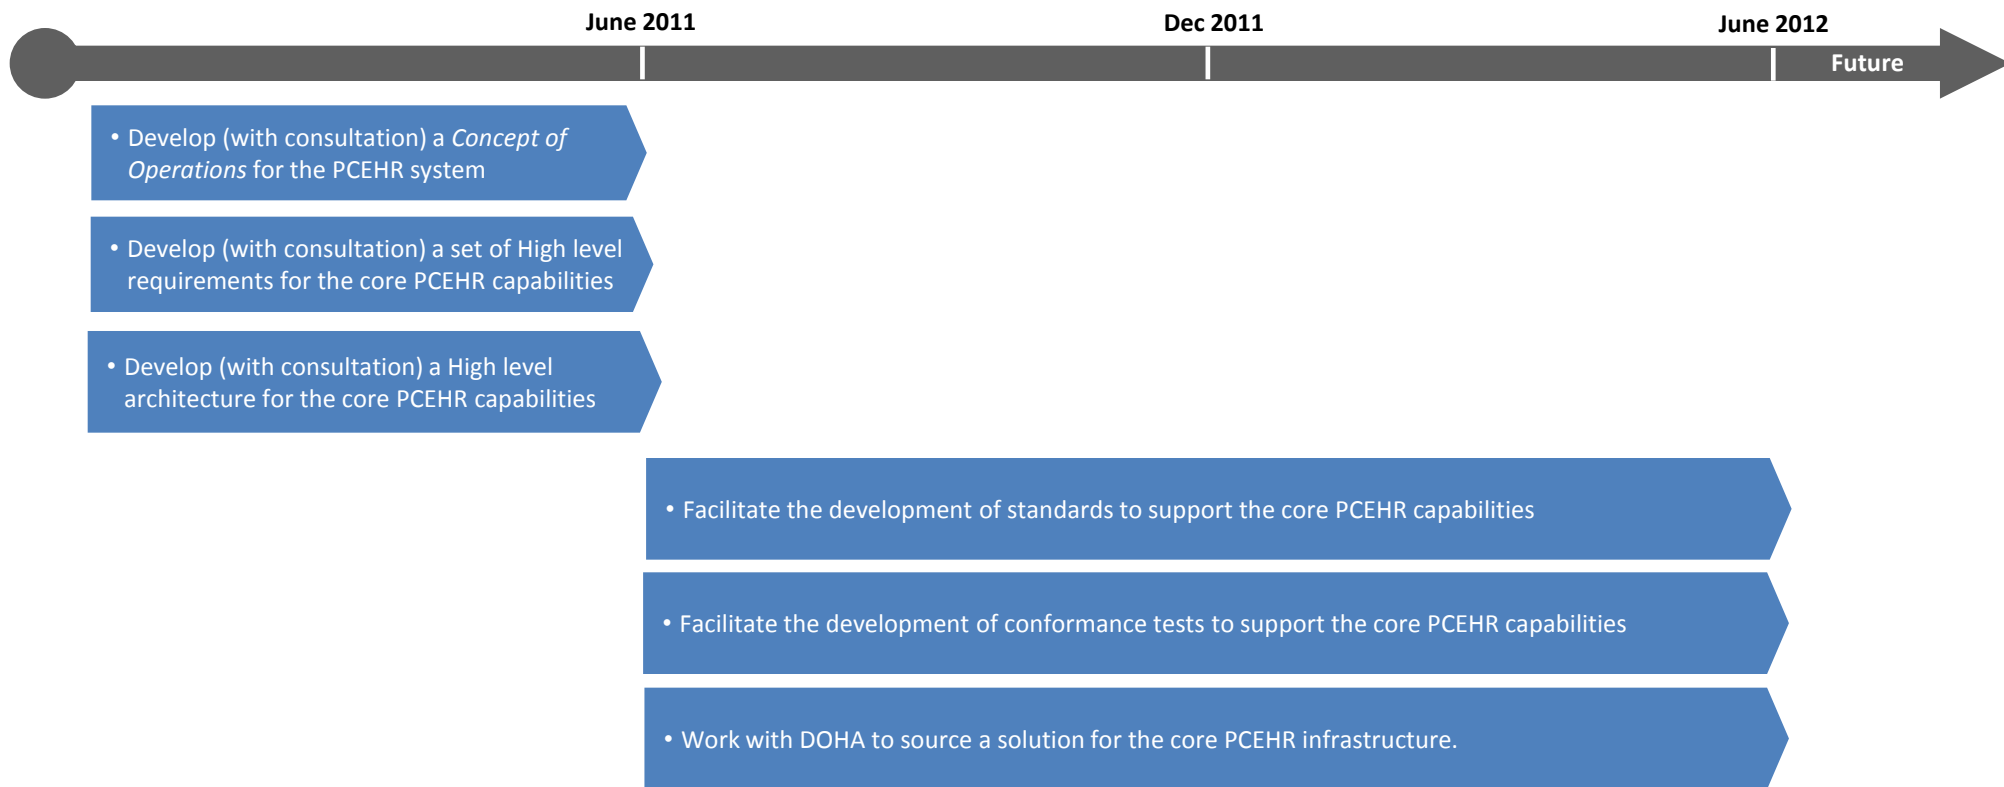 June 2011
Dec 2011
June 2012
Future
• Develop (with consultation) a Concept of
Operations for the PCEHR system
• Develop (with consultation) a set of High level
requirements for the core PCEHR capabilities
• Develop (with consultation) a High level
architecture for the core PCEHR capabilities
• Facilitate the development of standards to support the core PCEHR capabilities
• Facilitate the development of conformance tests to support the core PCEHR capabilities
• Work with DOHA to source a solution for the core PCEHR infrastructure.